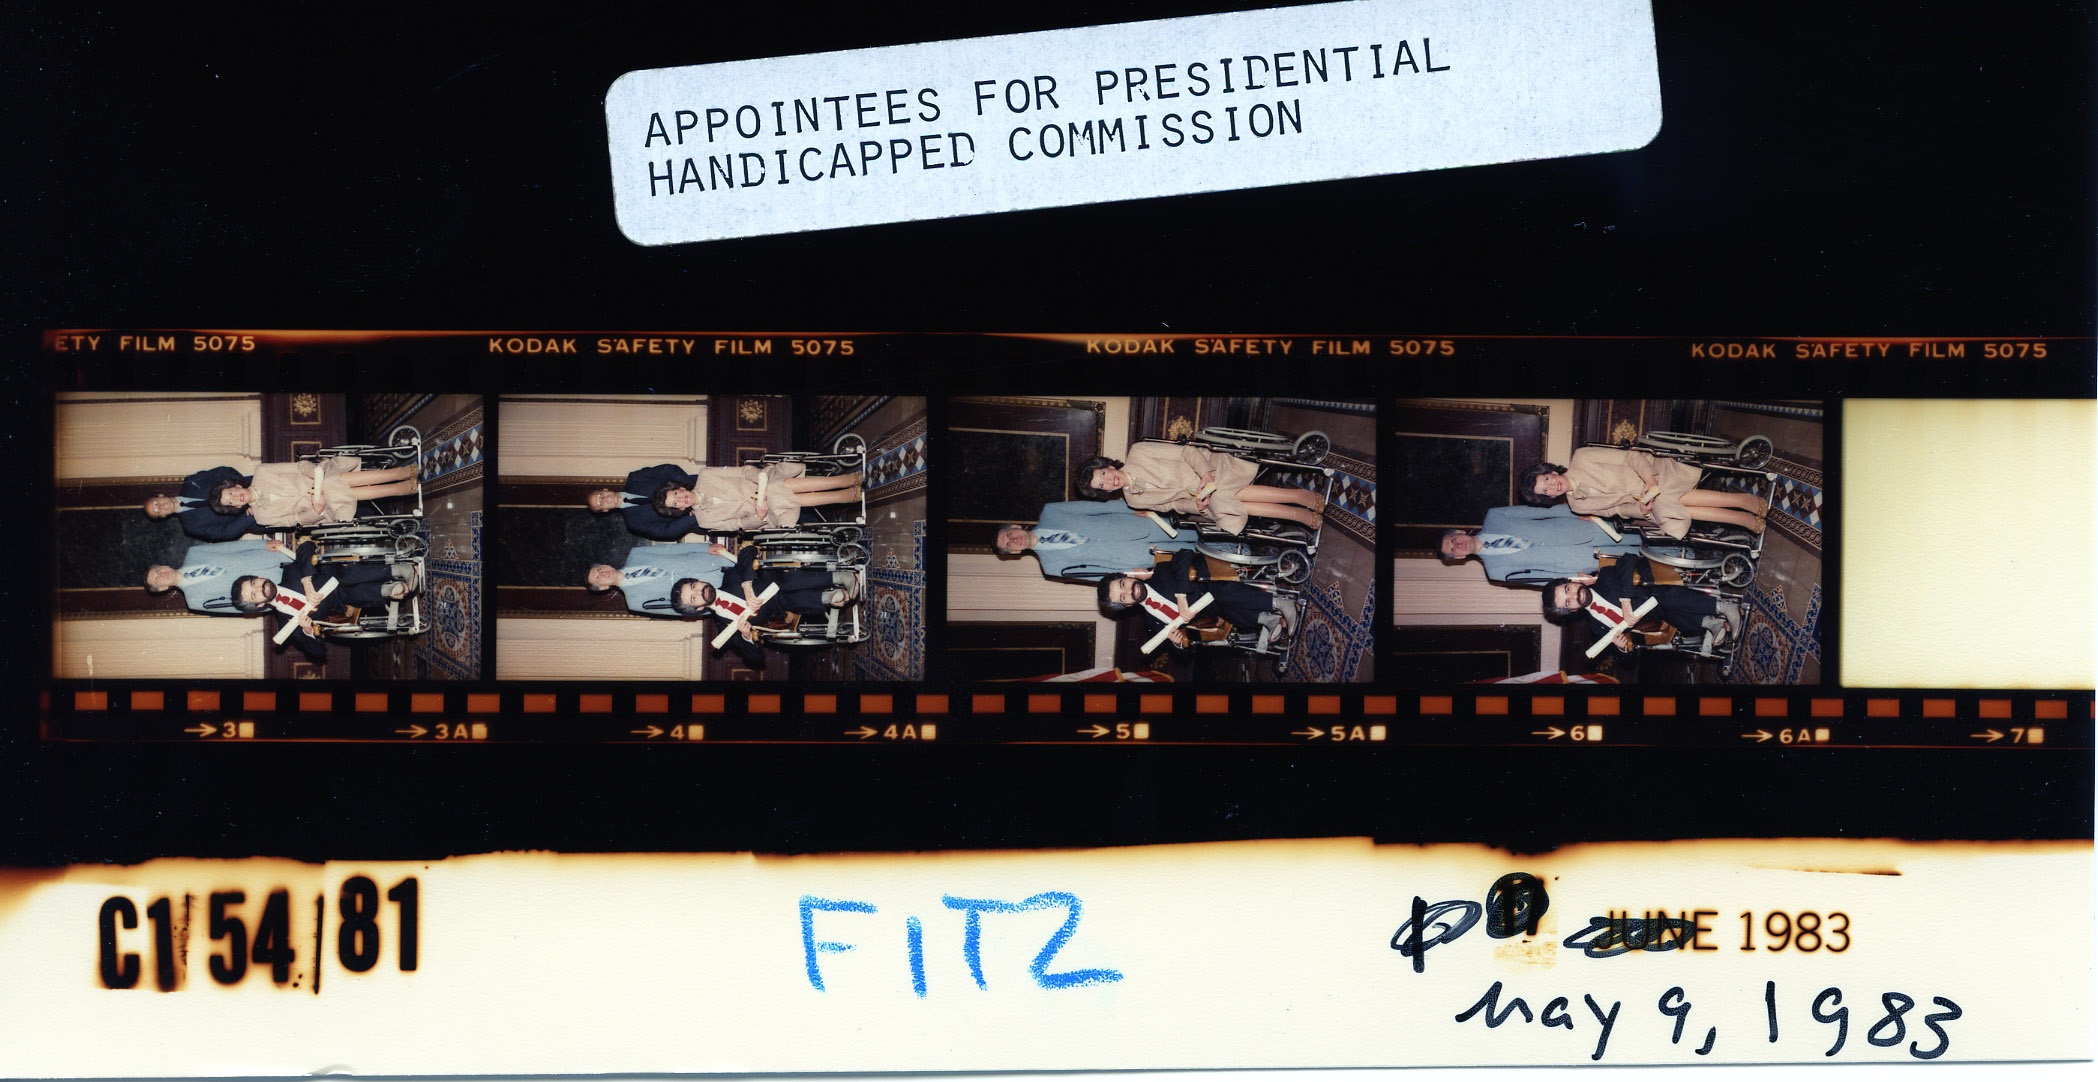 APPOINTEES FOR PRESIDENTIAL
HANDICAPPED COMMISSION
ETY FILM 5075 KODAK SAFETY FILM 5075 KODAK SAFETY FILM 5075 KODAK SAFETY FILM 5075
→3 →3A →4 →4A →5 →5A →6 →6A →7
C1 54/81
FITZ
JUNE 1983
May 9, 1983